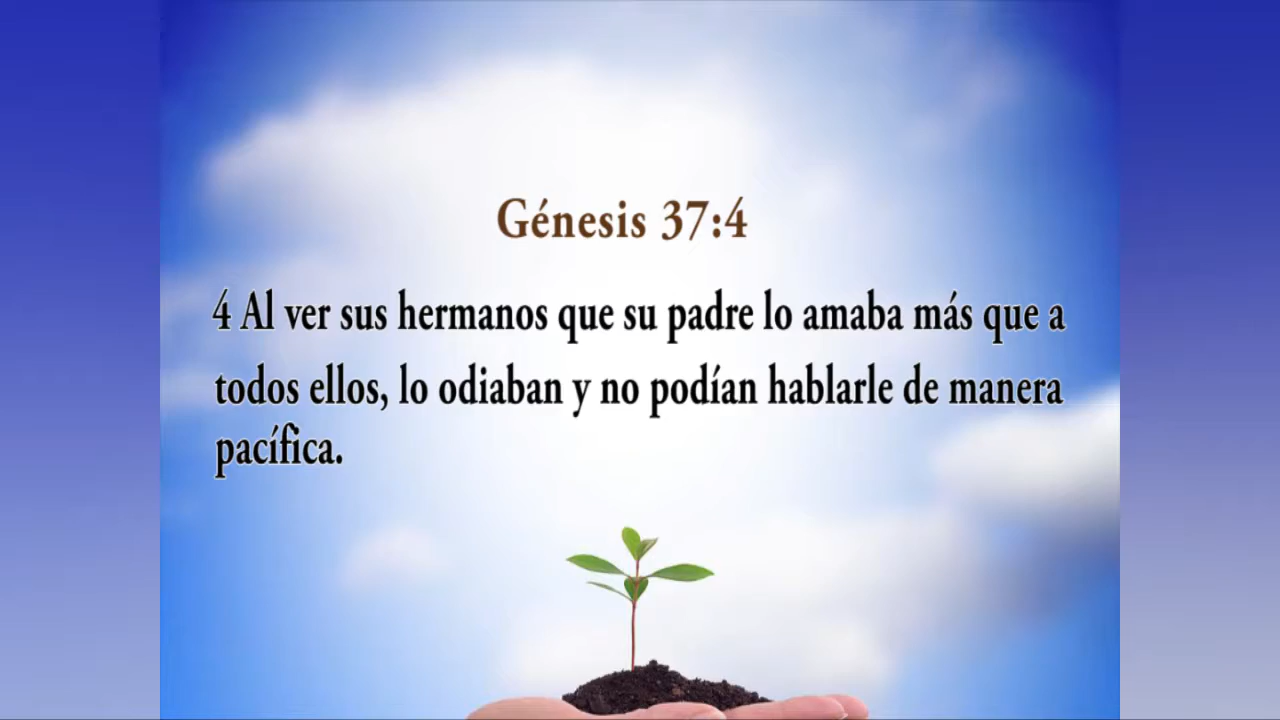 Génesis 37:4
4 Al ver sus hermanos que su padre lo amaba más que a
todos ellos, lo odiaban y no podían hablarle de manera
pacífica.